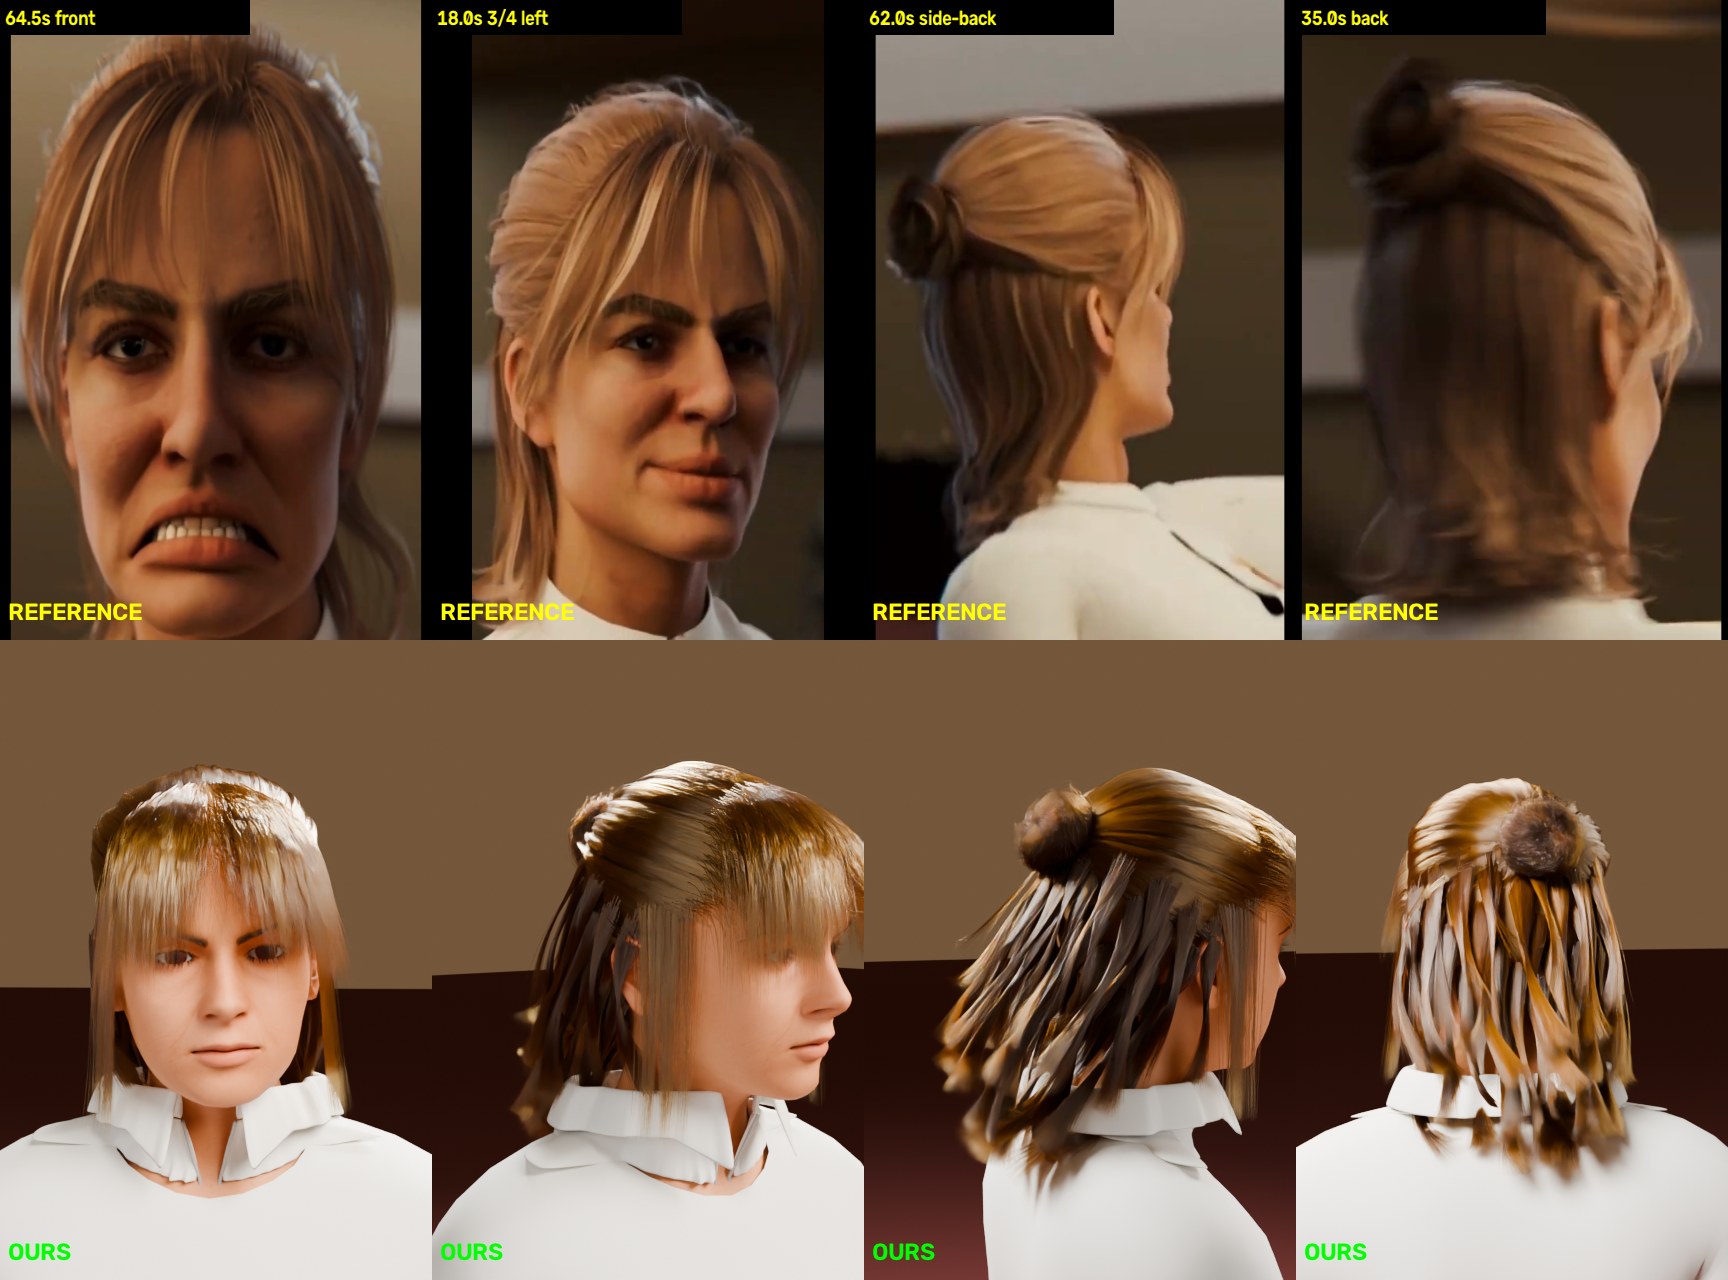 64.5s front
18.0s 3/4 left
62.0s side-back
35.0s back
REFERENCE
REFERENCE
REFERENCE
REFERENCE
OURS
OURS
OURS
OURS